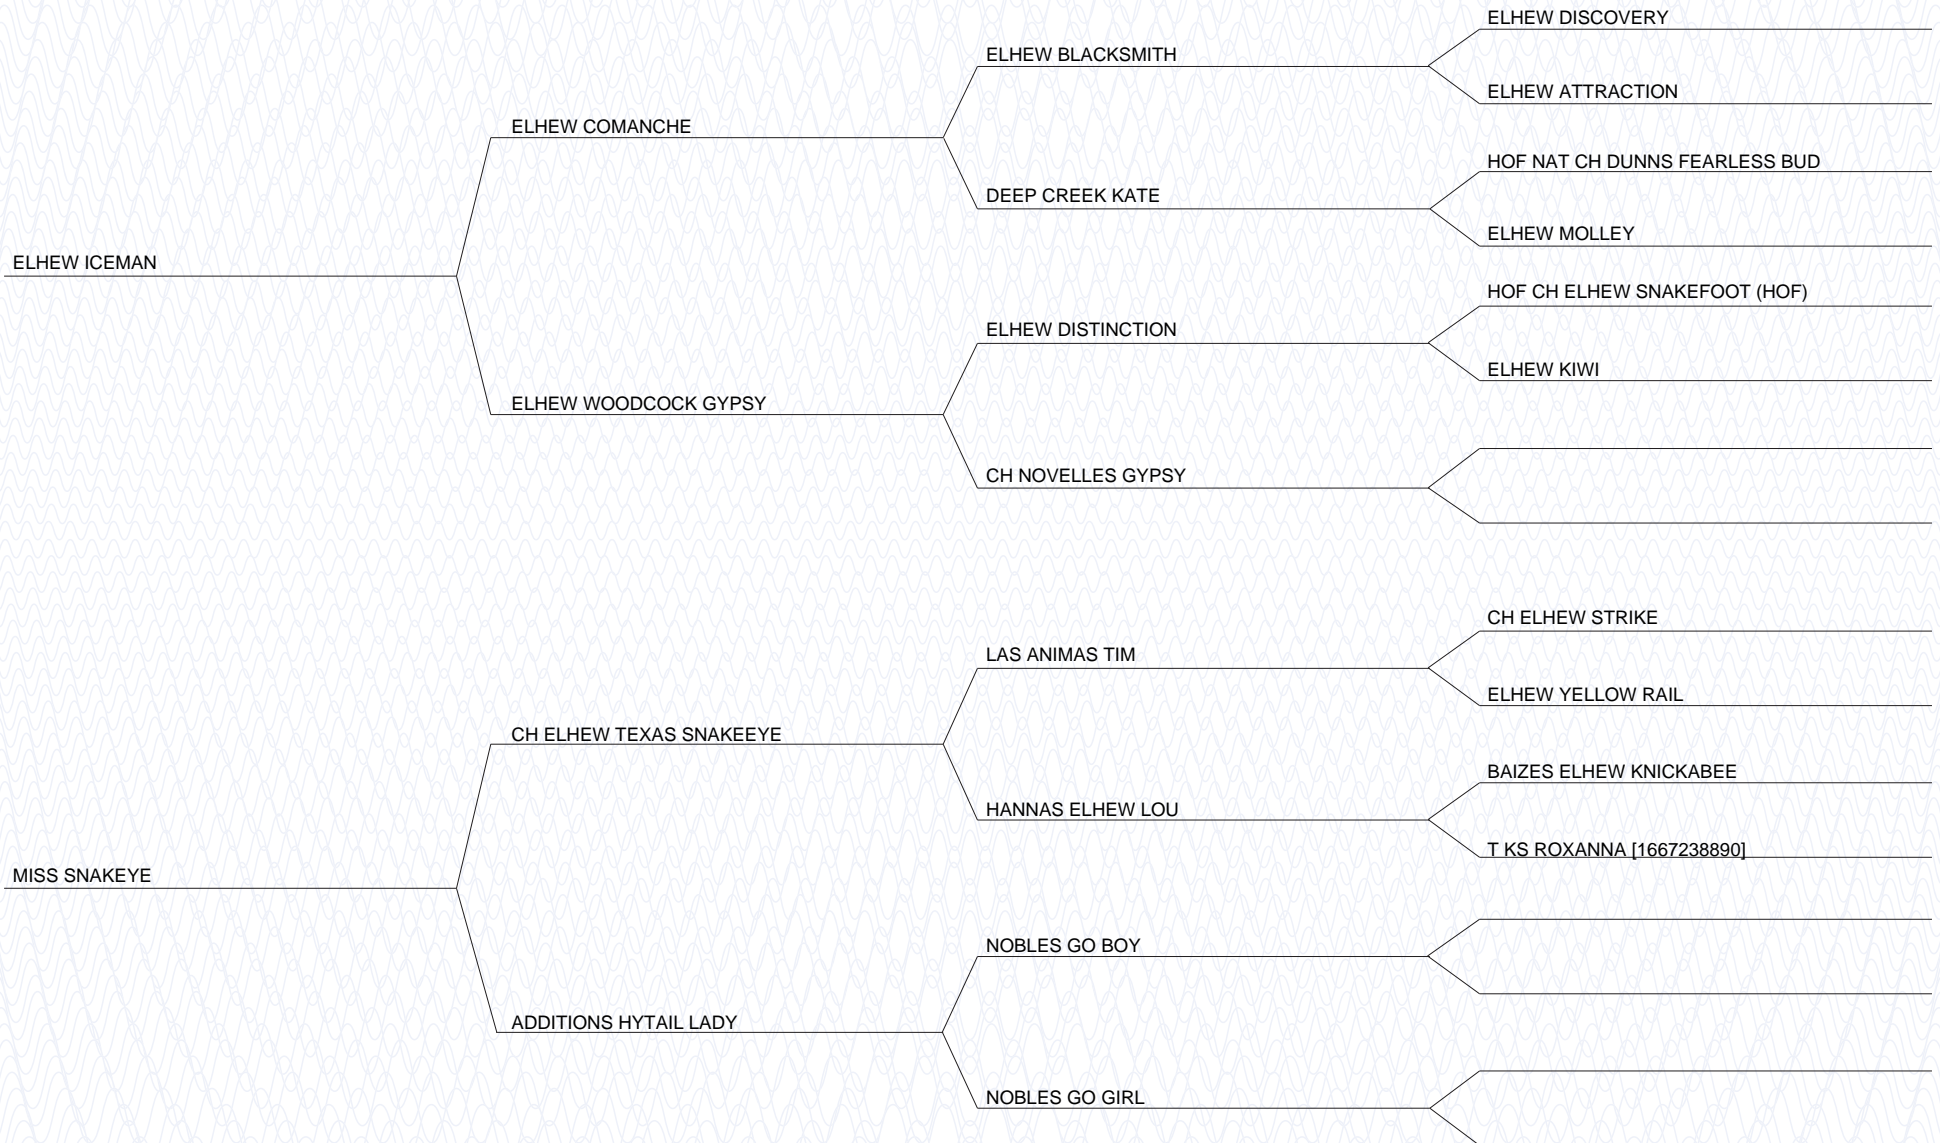 ELHEW DISCOVERY
ELHEW BLACKSMITH
ELHEW ATTRACTION
ELHEW COMANCHE
HOF NAT CH DUNNS FEARLESS BUD
DEEP CREEK KATE
ELHEW MOLLEY
ELHEW ICEMAN
HOF CH ELHEW SNAKEFOOT (HOF)
ELHEW DISTINCTION
ELHEW KIWI
ELHEW WOODCOCK GYPSY
CH NOVELLES GYPSY
CH ELHEW STRIKE
LAS ANIMAS TIM
ELHEW YELLOW RAIL
CH ELHEW TEXAS SNAKEEYE
BAIZES ELHEW KNICKABEE
HANNAS ELHEW LOU
T KS ROXANNA [1667238890]
MISS SNAKEYE
NOBLES GO BOY
ADDITIONS HYTAIL LADY
NOBLES GO GIRL